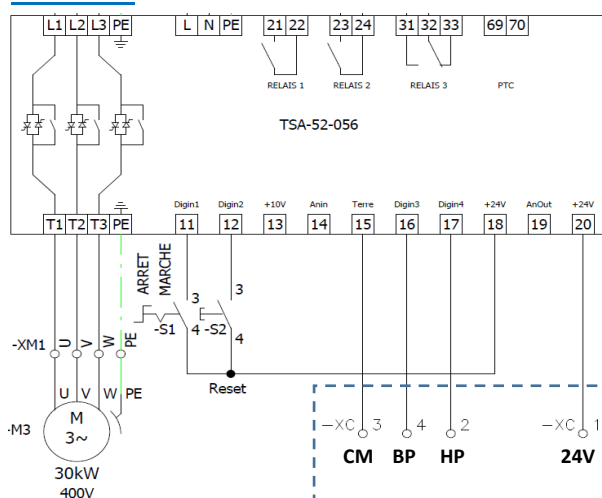 L1 L2 L3 PE L N PE 21 22 23 24 31 32 33 69 70
RELAIS 1 RELAIS 2 RELAIS 3 PTC
TSA-52-056
Digin1 Digin2 +10V Anin Terre Digin3 Digin4 +24V AnOut +24V
T1 T2 T3 PE 11 12 13 14 15 16 17 18 19 20
ARRET
MARCHE
3 3
-S1 4 -S2 4
-XM1 U V W PE
Reset
U V W PE
-XC 3 4 2 -XC 1
CM BP HP 24V
-M3 M
3~
30kW
400V